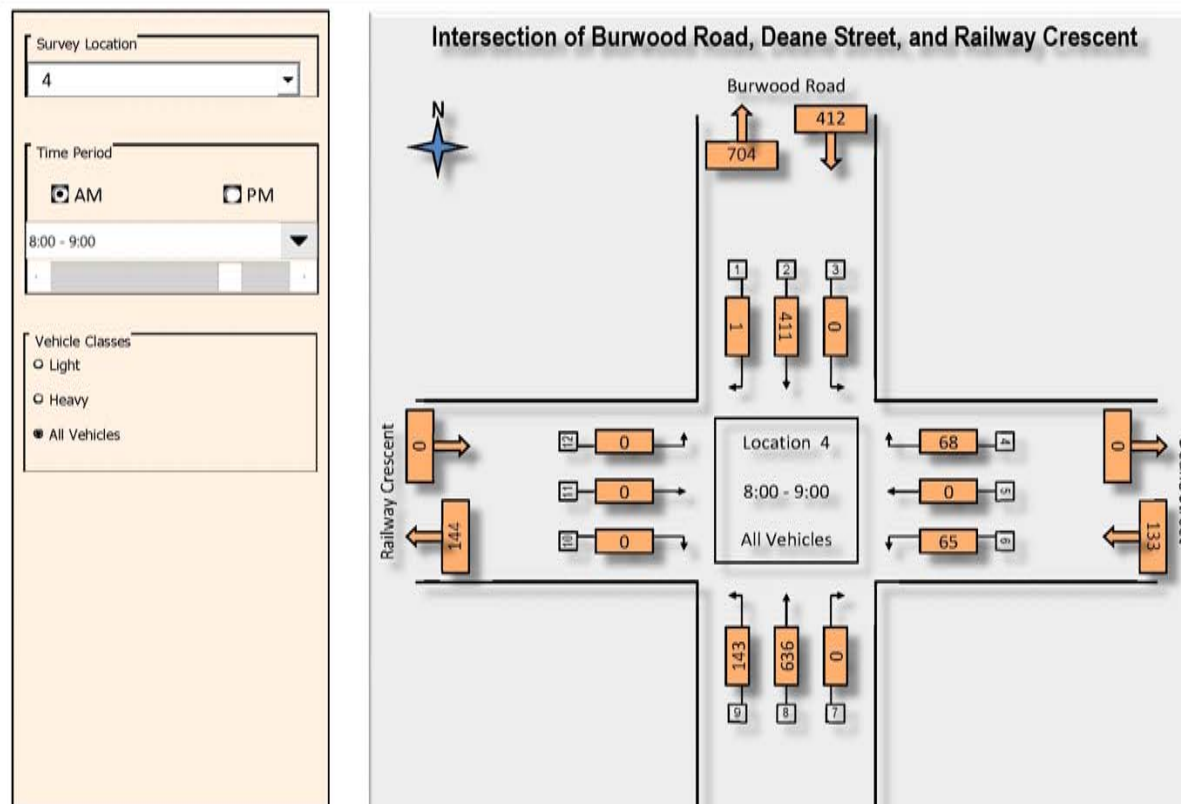 Survey Location
4
Time Period
AM
PM
8:00 - 9:00
Vehicle Classes
Light
Heavy
All Vehicles
Intersection of Burwood Road, Deane Street, and Railway Crescent
Burwood Road
N
412
704
1 2 3
1 411 0
Railway Crescent
0
144
12 0
11 0
10 0
Location 4
8:00 - 9:00
All Vehicles
68 4
0 5
65 6
0
133
143 636 0
9 8 7